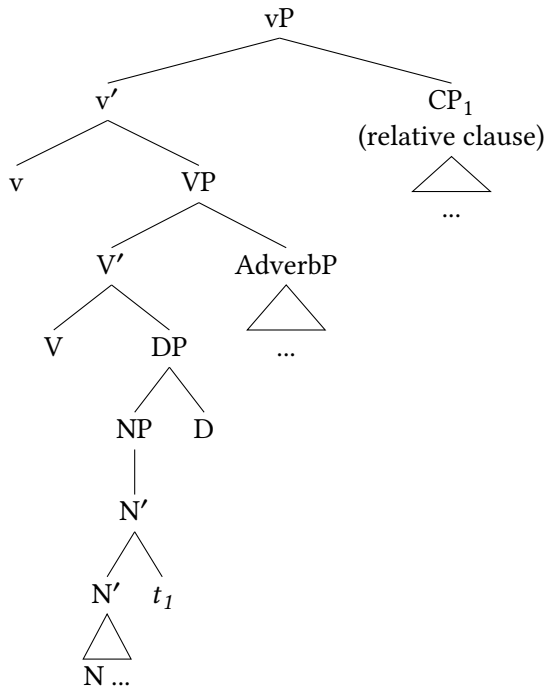 vP
v′ CP₁
(relative clause)
v VP
...
V′ AdverbP
V DP
...
NP D
N′
N′ t₁
N ...